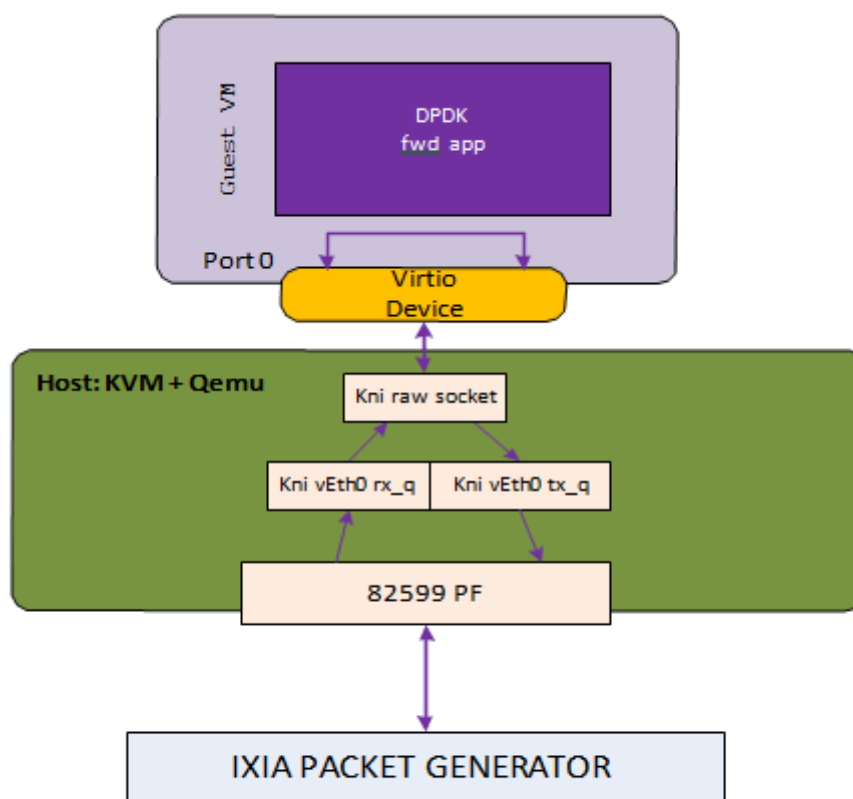 Guest VM
DPDK
fwd app
Port 0
Virtio
Device
Host: KVM + Qemu
Kni raw socket
Kni vEth0 rx_q
Kni vEth0 tx_q
82599 PF
IXIA PACKET GENERATOR